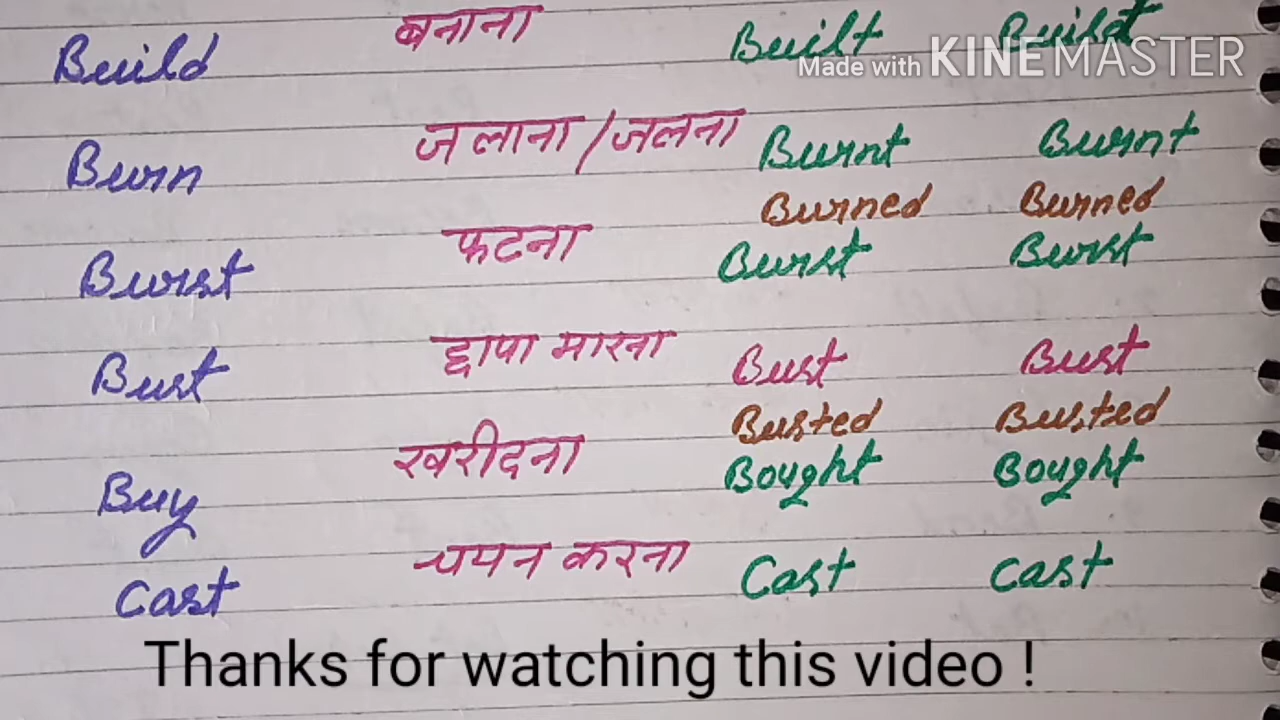 Build बनाना Built Built
Made with KINEMASTER
Burn जलाना/जलना Burnt Burnt
Burned Burned
Burst फटना Burst Burst
Bust छापा मारना Bust Bust
Busted Busted
Buy खरीदना Bought Bought
Cast चयन करना Cast Cast
Thanks for watching this video !